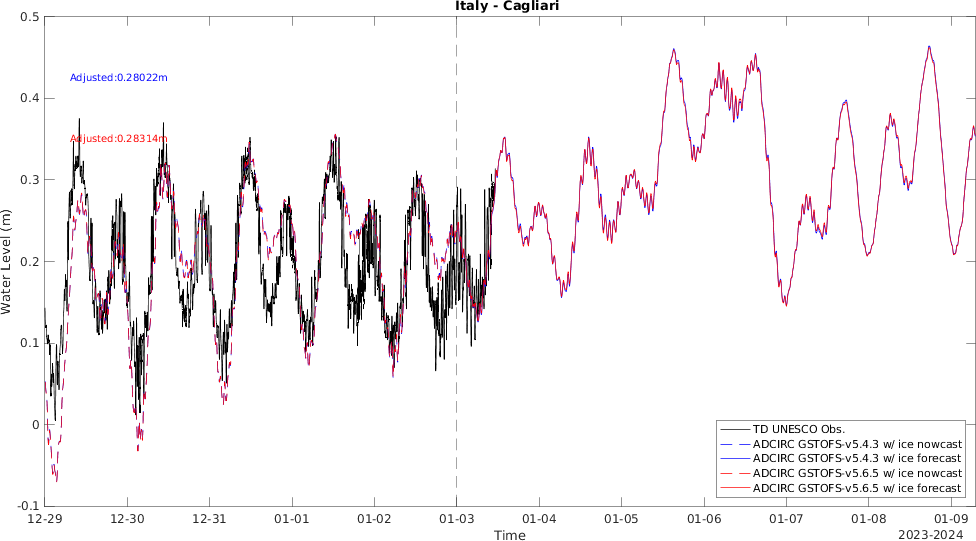 Italy - Cagliari
0.5
0.4
0.3
0.2
0.1
0
-0.1
Water Level (m)
Adjusted:0.28022m
Adjusted:0.28314m
TD UNESCO Obs.
ADCIRC GSTOFS-v5.4.3 w/ ice nowcast
ADCIRC GSTOFS-v5.4.3 w/ ice forecast
ADCIRC GSTOFS-v5.6.5 w/ ice nowcast
ADCIRC GSTOFS-v5.6.5 w/ ice forecast
12-29 12-30 12-31 01-01 01-02 01-03 01-04 01-05 01-06 01-07 01-08 01-09
Time
2023-2024